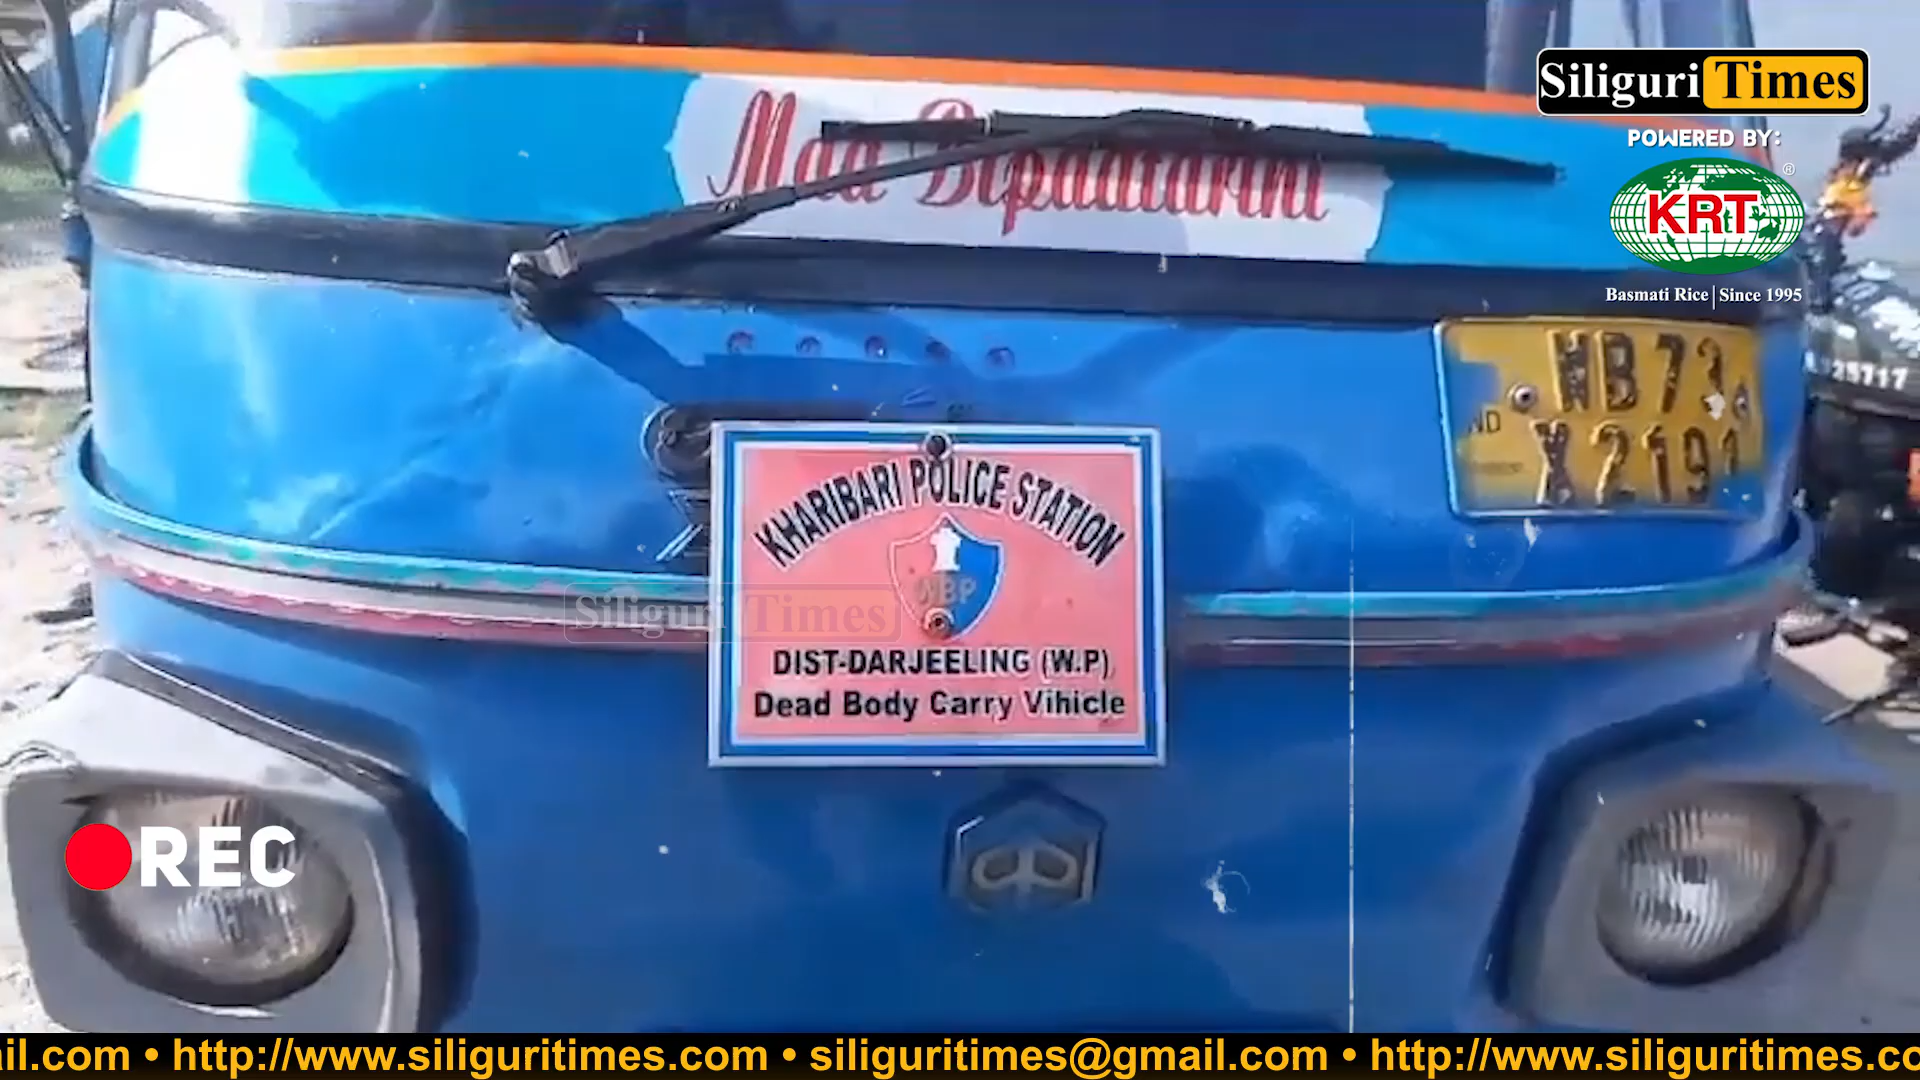 Siliguri Times
POWERED BY:
KRT
®
Basmati Rice | Since 1995
Maa Bipadtarini
WB 73
IND
X 2191
25717
KHARIBARI POLICE STATION
WBP
DIST-DARJEELING (W.P)
Dead Body Carry Vihicle
Siliguri Times
REC
il.com • http://www.siliguritimes.com • siliguritimes@gmail.com • http://www.siliguritimes.co